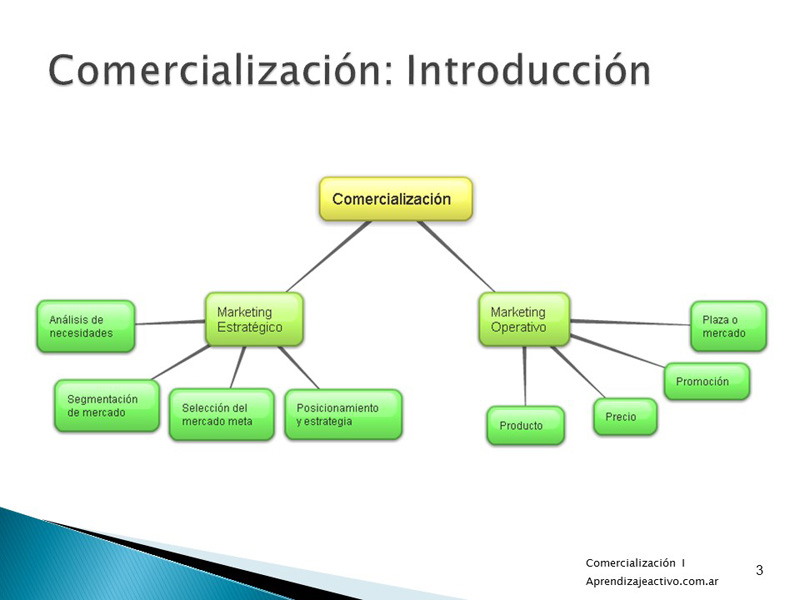 Comercialización: Introducción
Comercialización
Marketing
Estratégico
Marketing
Operativo
Análisis de
necesidades
Segmentación
de mercado
Selección del
mercado meta
Posicionamiento
y estrategia
Producto
Precio
Promoción
Plaza o
mercado
Comercialización I
Aprendizajeactivo.com.ar
3